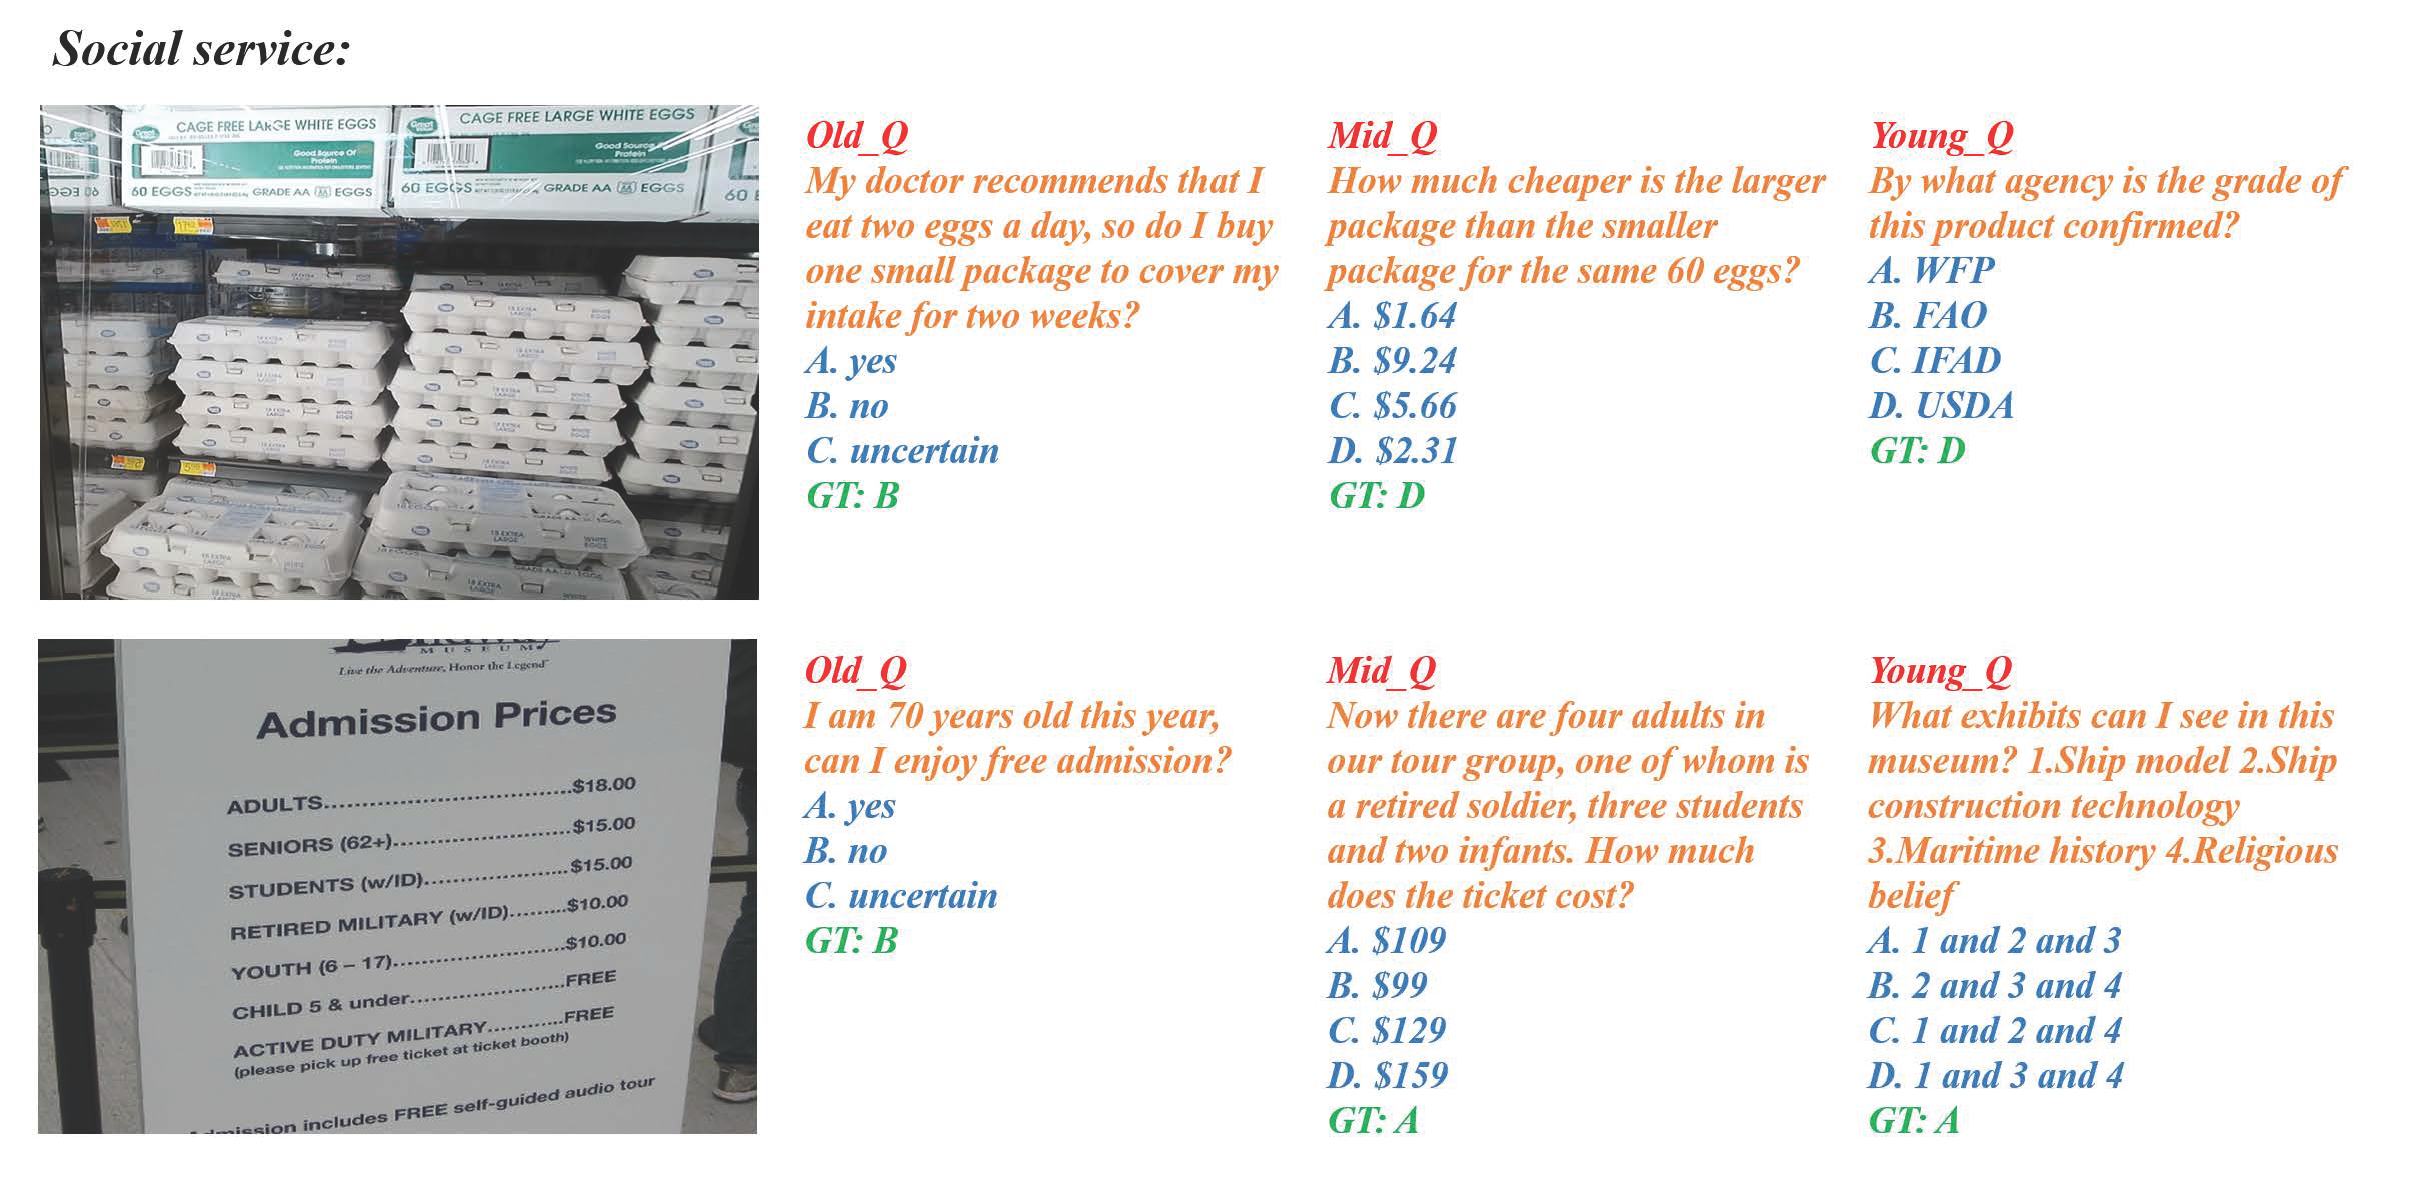 Social service:
CAGE FREE LARGE WHITE EGGS
Good Source Of
Protein
60 EGGS GRADE AA AA EGGS
CAGE FREE LARGE WHITE EGGS
Good Source
Protein
60 EGGS GRADE AA AA EGGS
60 E
18 EXTRA
LARGE
WHITE
EGGS
Old_Q
My doctor recommends that I
eat two eggs a day, so do I buy
one small package to cover my
intake for two weeks?
A. yes
B. no
C. uncertain
GT: B
Mid_Q
How much cheaper is the larger
package than the smaller
package for the same 60 eggs?
A. $1.64
B. $9.24
C. $5.66
D. $2.31
GT: D
Young_Q
By what agency is the grade of
this product confirmed?
A. WFP
B. FAO
C. IFAD
D. USDA
GT: D
MUSEUM
Live the Adventure, Honor the Legend
Admission Prices
ADULTS....................................$18.00
SENIORS (62+)..........................$15.00
STUDENTS (w/ID).....................$15.00
RETIRED MILITARY (w/ID).........$10.00
YOUTH (6 – 17)..........................$10.00
CHILD 5 & under.......................FREE
ACTIVE DUTY MILITARY............FREE
(please pick up free ticket at ticket booth)
Admission includes FREE self-guided audio tour
Old_Q
I am 70 years old this year,
can I enjoy free admission?
A. yes
B. no
C. uncertain
GT: B
Mid_Q
Now there are four adults in
our tour group, one of whom is
a retired soldier, three students
and two infants. How much
does the ticket cost?
A. $109
B. $99
C. $129
D. $159
GT: A
Young_Q
What exhibits can I see in this
museum? 1.Ship model 2.Ship
construction technology
3.Maritime history 4.Religious
belief
A. 1 and 2 and 3
B. 2 and 3 and 4
C. 1 and 2 and 4
D. 1 and 3 and 4
GT: A